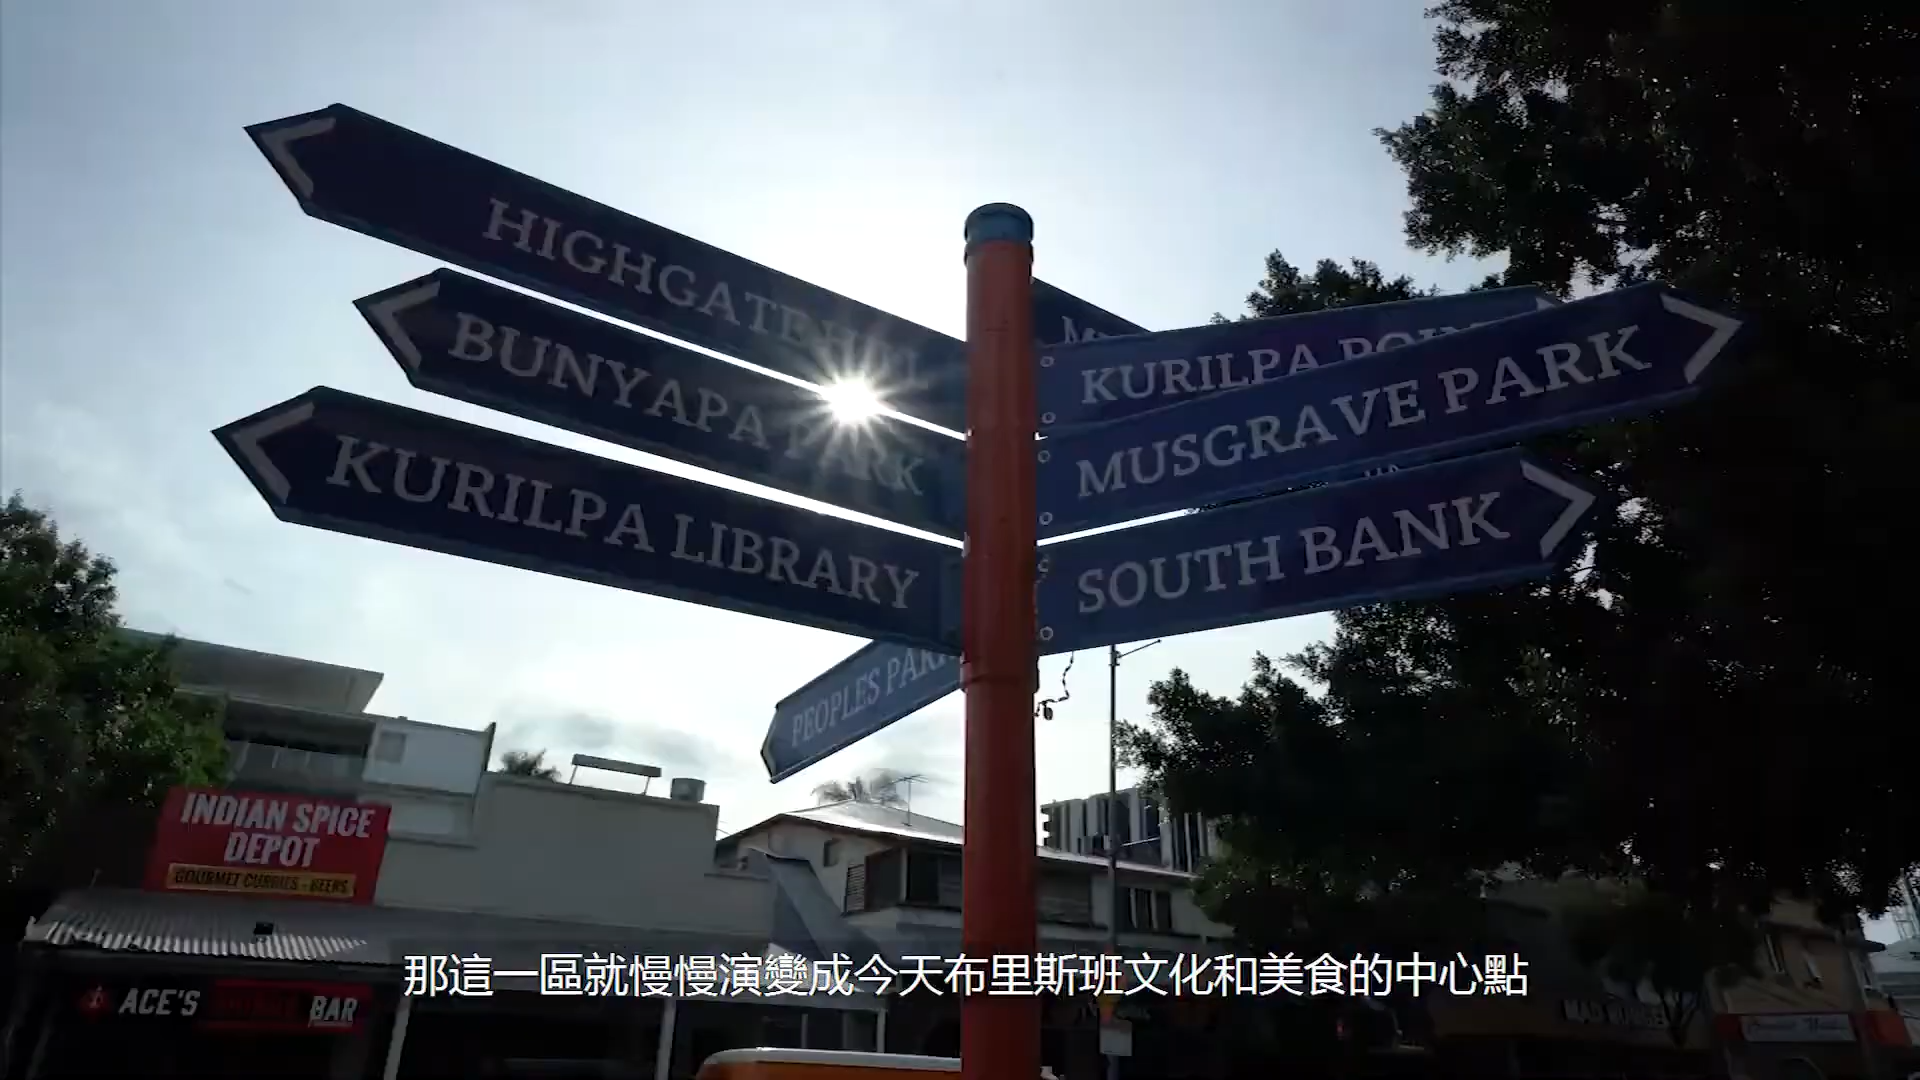 HIGHGATE HILL
BUNYAPA PARK
KURILPA LIBRARY
KURILPA POINT
MUSGRAVE PARK
SOUTH BANK
PEOPLES PARK
INDIAN SPICE
DEPOT
GOURMET CURRIES - BEERS
ACE'S
BAR
那這一區就慢慢演變成今天布里斯班文化和美食的中心點